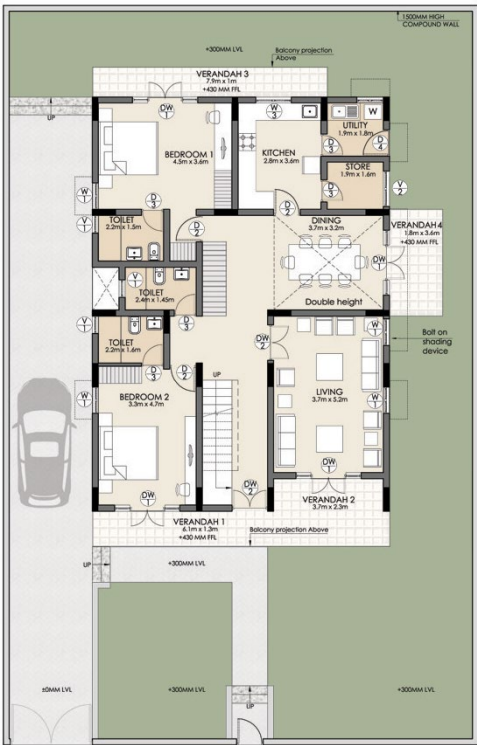 1500MM HIGH
COMPOUND WALL
+300MM LVL
Balcony projection
Above
VERANDAH 3
7.9m x 1m
+430 MM FFL
UP
DW
1
W
3
UTILITY
1.9m x 1.8m
W
D
3
D
4
BEDROOM 1
4.5m x 3.6m
KITCHEN
2.8m x 3.6m
STORE
1.9m x 1.6m
D
3
V
2
W
1
D
3
D
2
D
2
V
1
TOILET
2.2m x 1.5m
DINING
3.7m x 3.2m
VERANDAH 4
1.8m x 3.6m
+430 MM FFL
DW
1
V
1
TOILET
2.4m x 1.45m
Double height
V
1
TOILET
2.2m x 1.6m
D
3
DW
2
W
1
Bolt on
shading
device
D
3
D
2
UP
W
1
BEDROOM 2
3.3m x 4.7m
LIVING
3.7m x 5.2m
W
1
DW
1
DW
1
DW
2
VERANDAH 2
3.7m x 2.3m
VERANDAH 1
6.1m x 1.3m
+430 MM FFL
Balcony projection Above
UP
+300MM LVL
±0MM LVL
+300MM LVL
+300MM LVL
UP